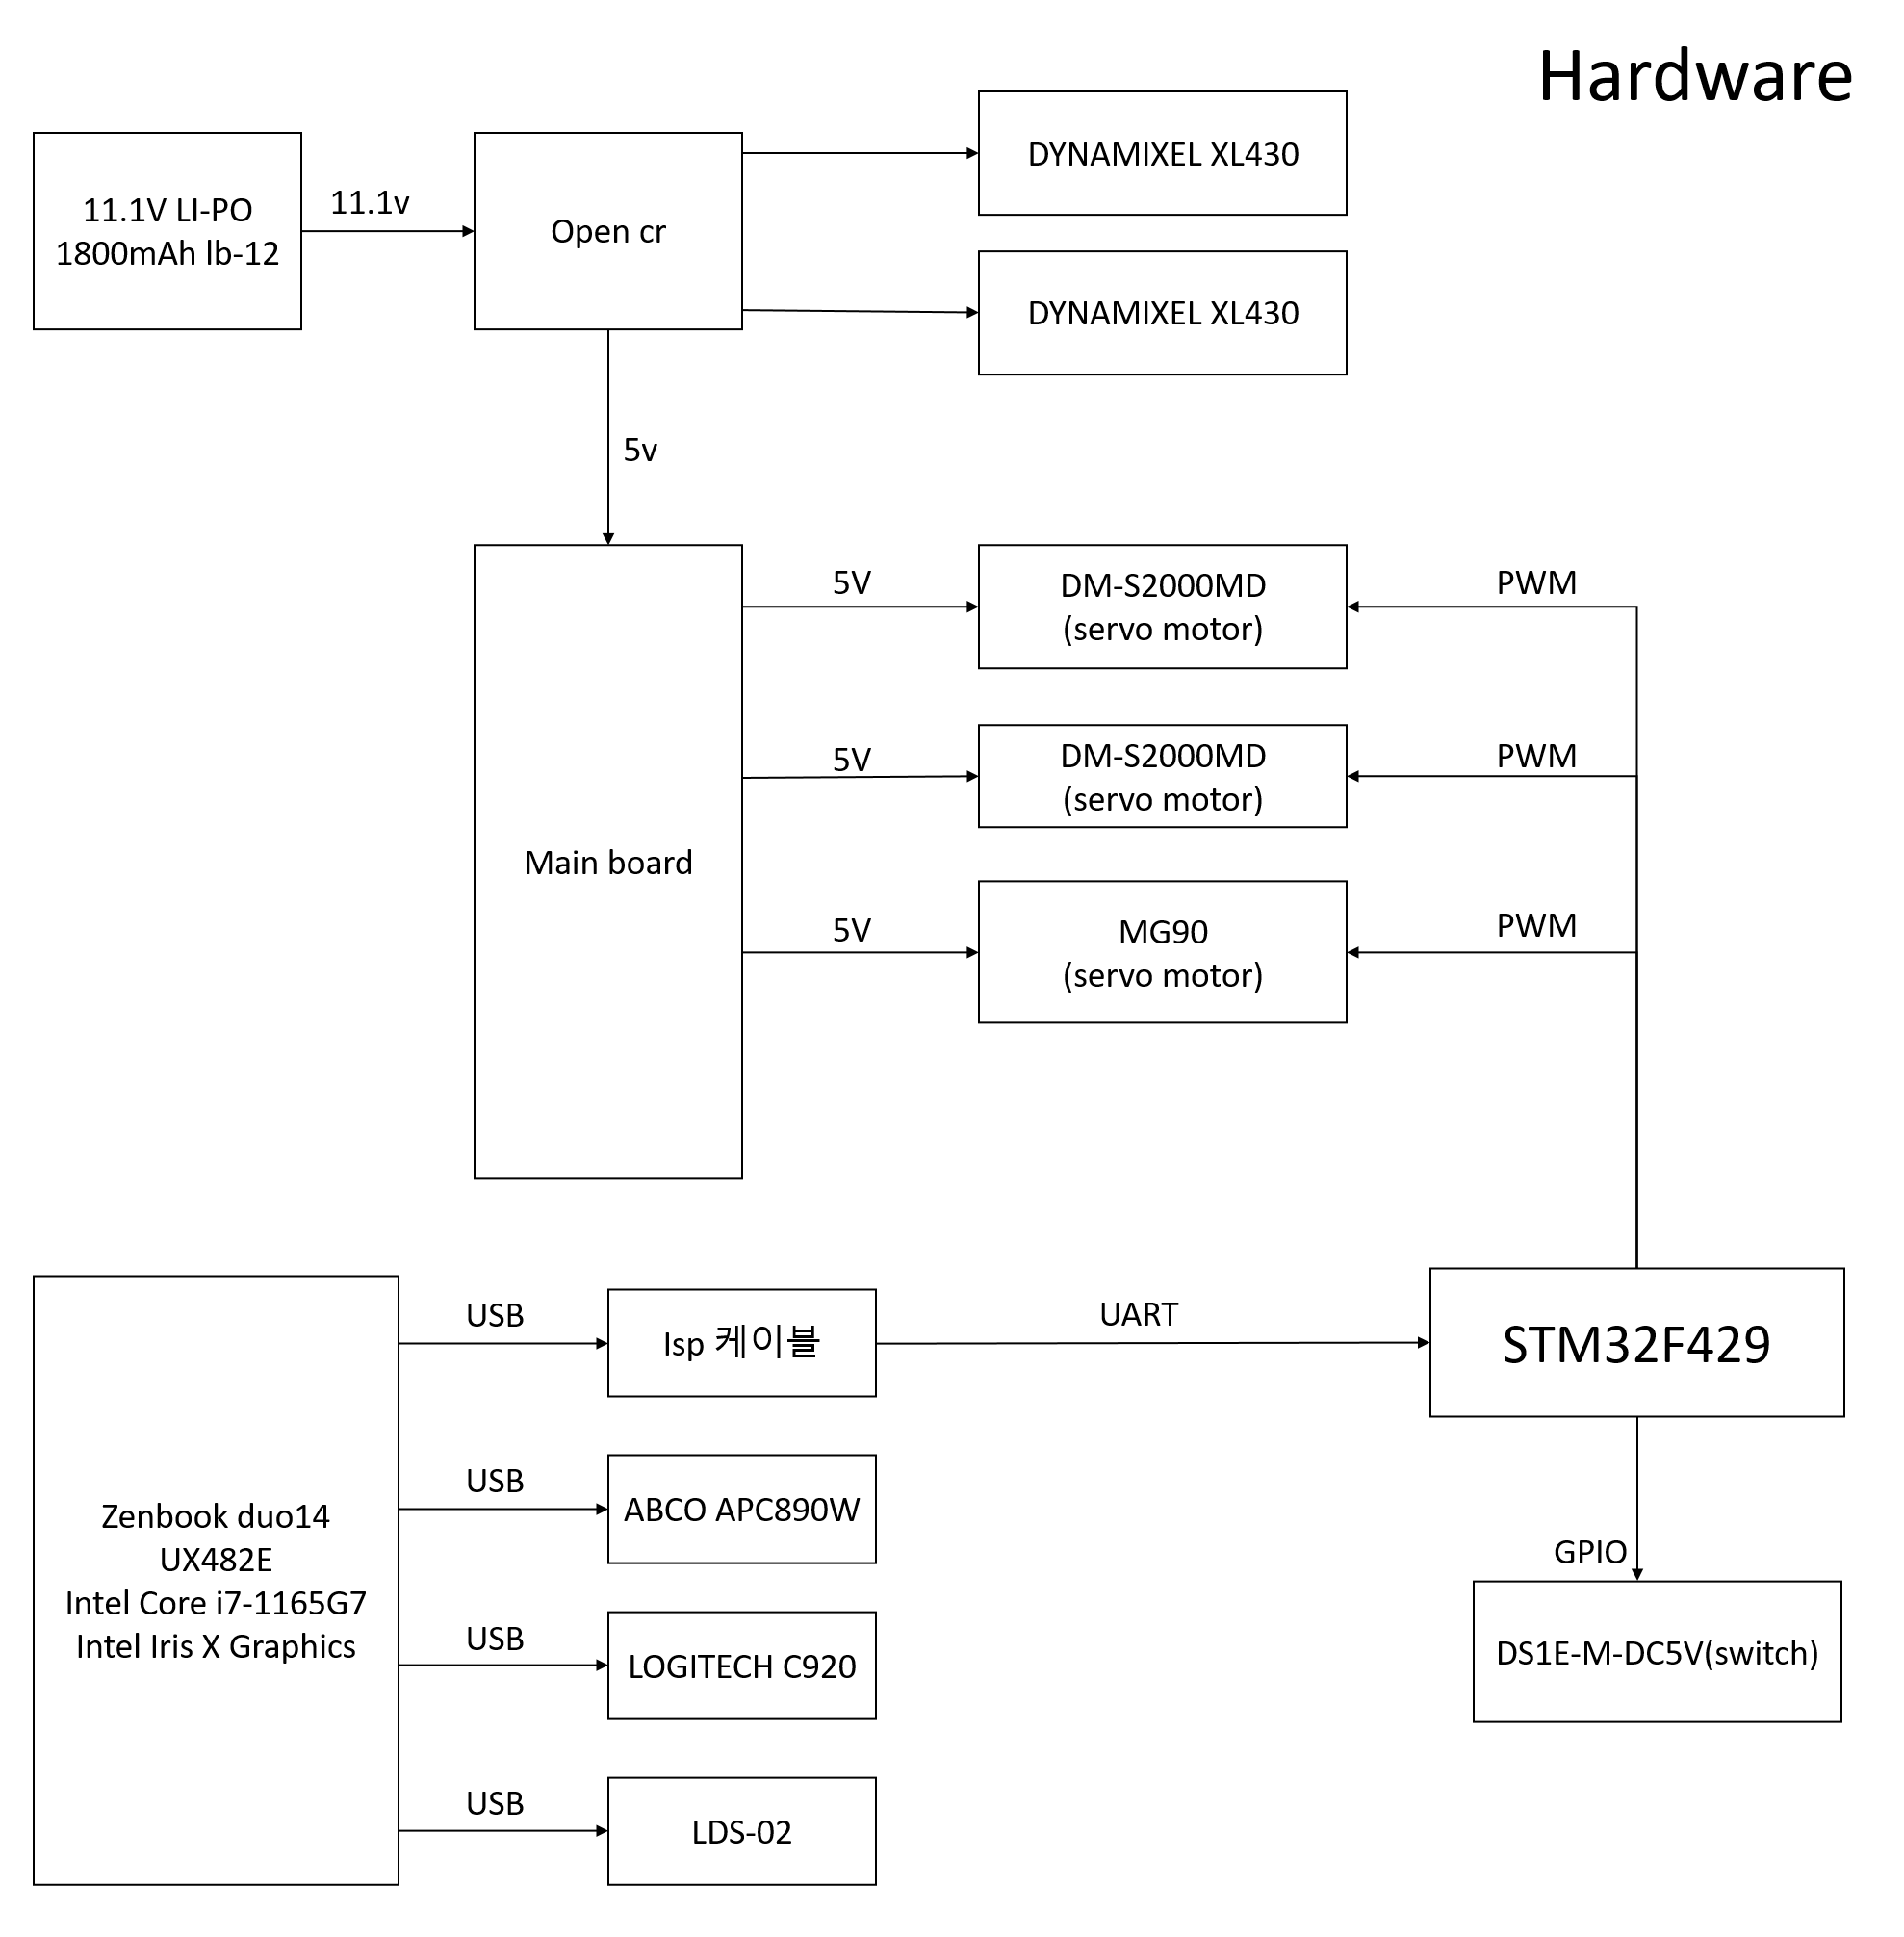 Hardware
11.1V LI-PO
1800mAh lb-12
11.1v
Open cr
DYNAMIXEL XL430
DYNAMIXEL XL430
5v
Main board
5V
DM-S2000MD
(servo motor)
PWM
5V
DM-S2000MD
(servo motor)
PWM
5V
MG90
(servo motor)
PWM
Zenbook duo14
UX482E
Intel Core i7-1165G7
Intel Iris X Graphics
USB
Isp 케이블
UART
STM32F429
USB
ABCO APC890W
GPIO
DS1E-M-DC5V(switch)
USB
LOGITECH C920
USB
LDS-02